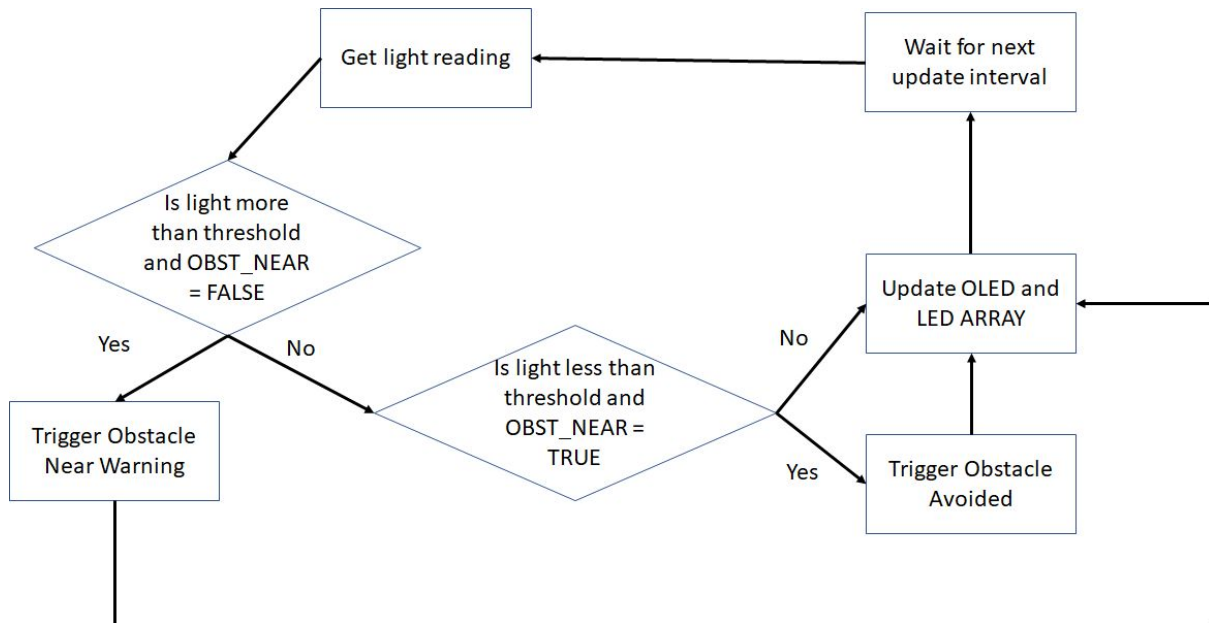 Get light reading
Wait for next
update interval
Is light more
than threshold
and OBST_NEAR
= FALSE
Yes
No
Trigger Obstacle
Near Warning
Is light less than
threshold and
OBST_NEAR =
TRUE
No
Yes
Update OLED and
LED ARRAY
Trigger Obstacle
Avoided